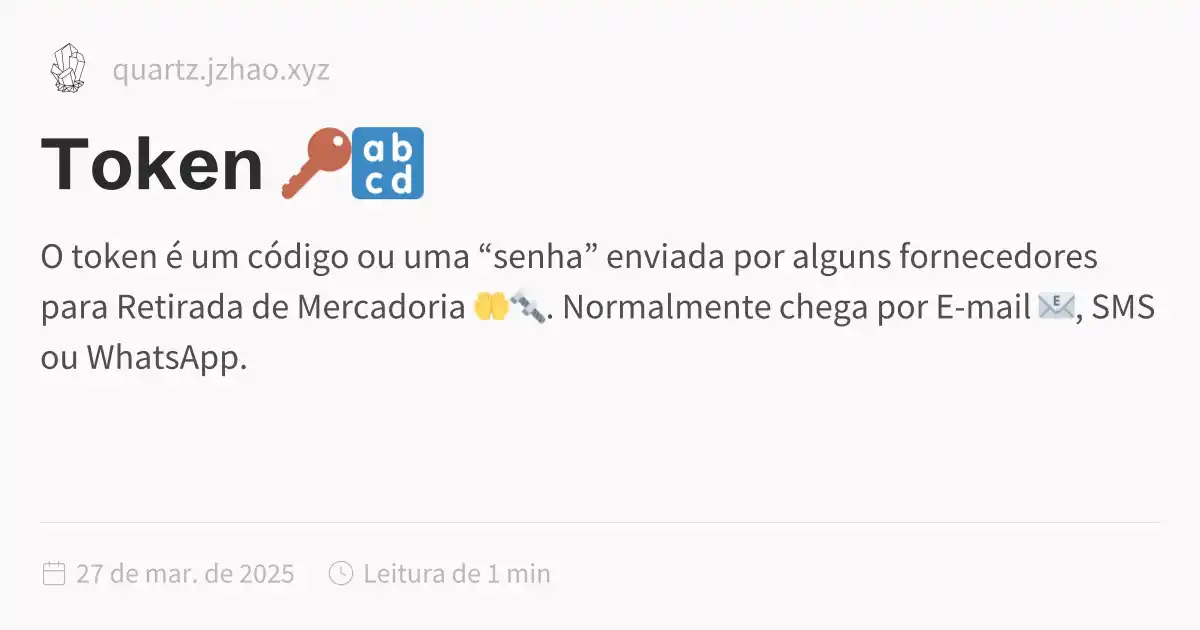 quartz.jzhao.xyz
Token 🔑🔡
O token é um código ou uma “senha” enviada por alguns fornecedores
para Retirada de Mercadoria 🤲🔩. Normalmente chega por E-mail 📧, SMS
ou WhatsApp.
27 de mar. de 2025 Leitura de 1 min